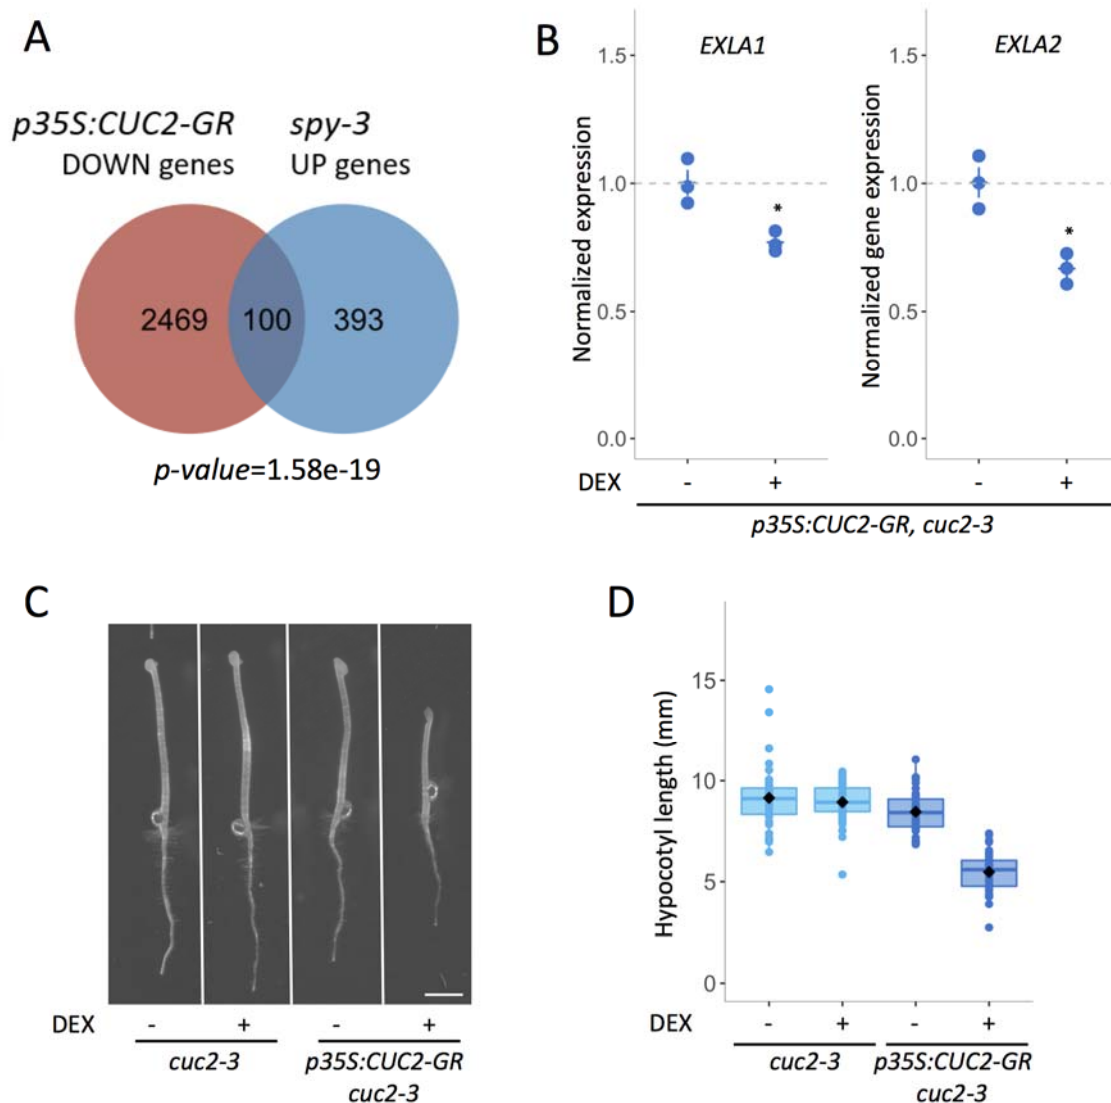 A
p35S:CUC2-GR spy-3
DOWN genes UP genes
2469 100 393
p-value=1.58e-19
B
EXLA1
Normalized expression
1.5
1.0
0.5
0.0
*
DEX - +
EXLA2
Normalized gene expression
1.5
1.0
0.5
0.0
*
- +
p35S:CUC2-GR, cuc2-3
C
DEX - + - +
cuc2-3 p35S:CUC2-GR
cuc2-3
D
Hypocotyl length (mm)
15
10
5
0
DEX - + - +
cuc2-3 p35S:CUC2-GR
cuc2-3